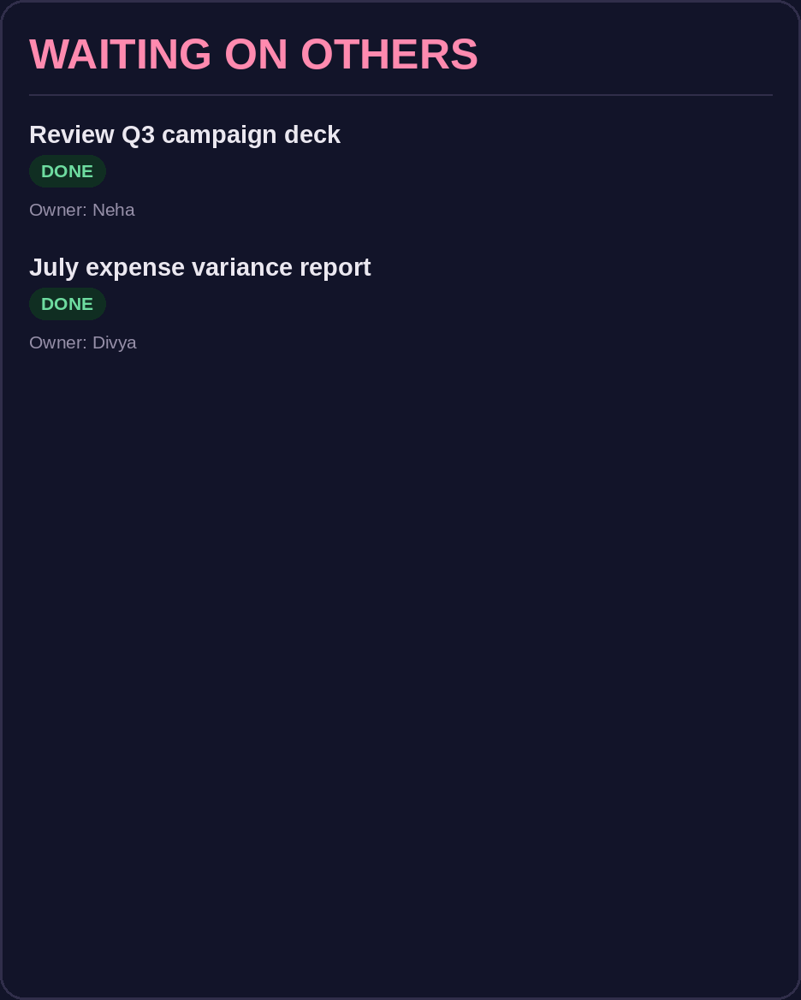 WAITING ON OTHERS
Review Q3 campaign deck
DONE
Owner: Neha
July expense variance report
DONE
Owner: Divya